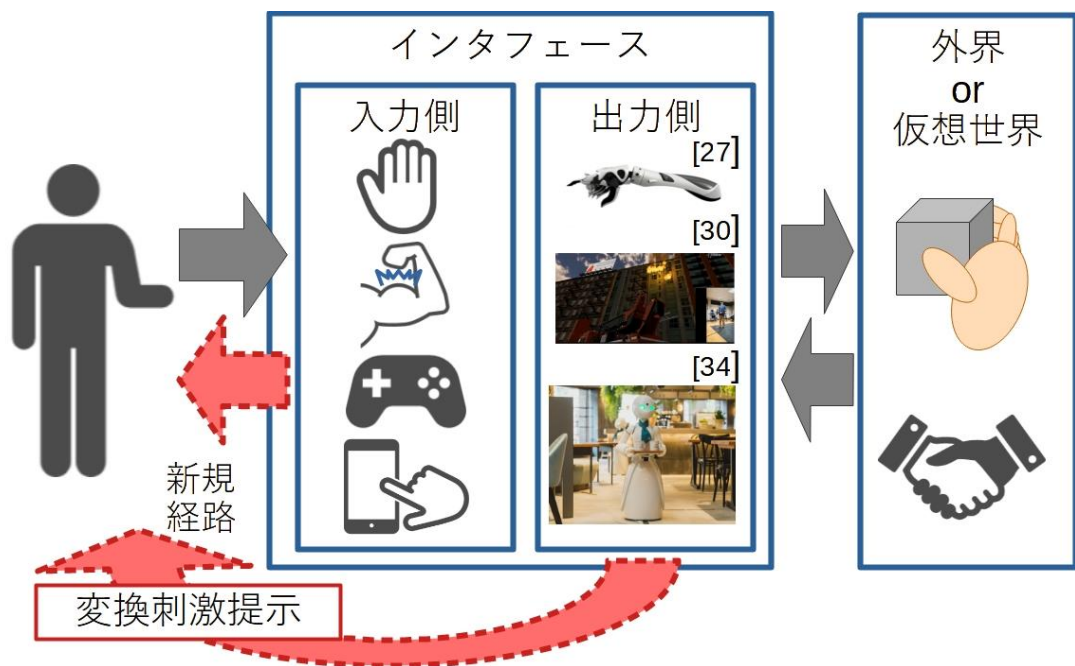 インタフェース
入力側
出力側
[27]
[30]
[34]
外界
or
仮想世界
新規
経路
変換刺激提示